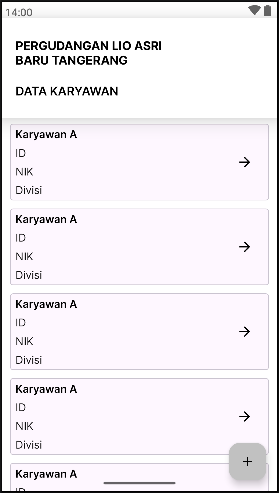 14:00
PERGUDANGAN LIO ASRI
BARU TANGERANG
DATA KARYAWAN
Karyawan A
ID
NIK
Divisi
Karyawan A
ID
NIK
Divisi
Karyawan A
ID
NIK
Divisi
Karyawan A
ID
NIK
Divisi
+
Karyawan A
ID